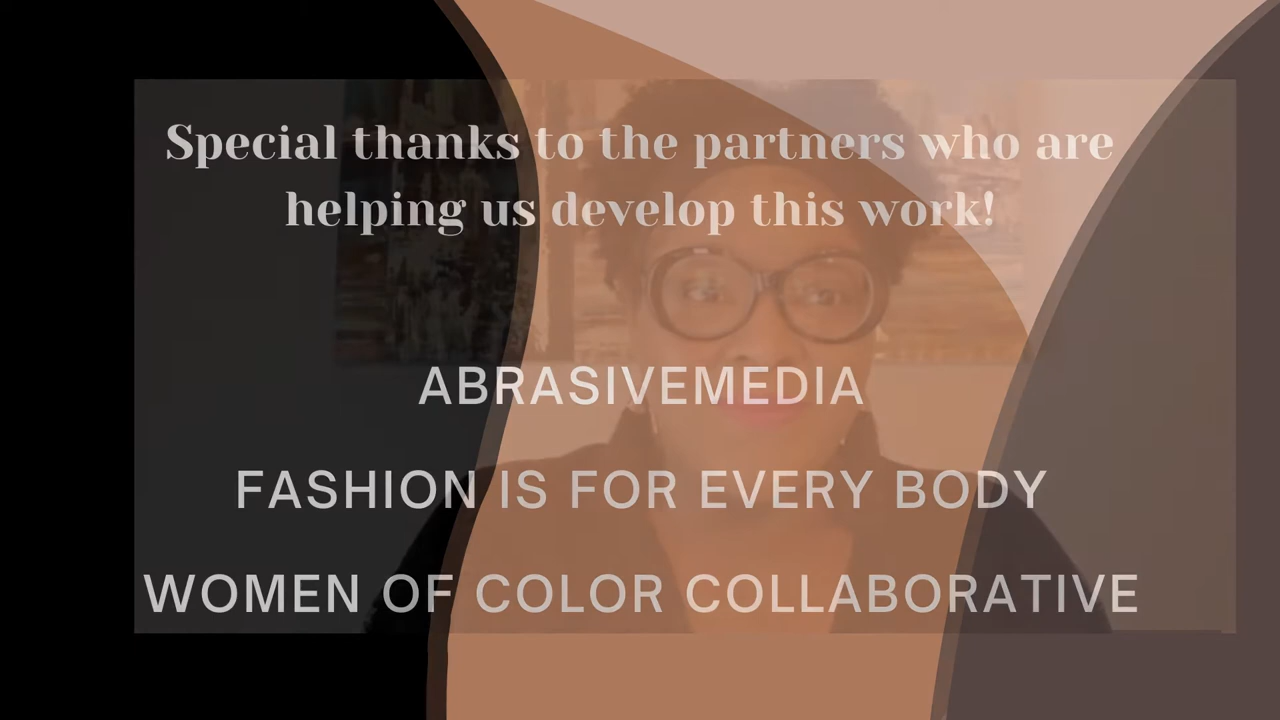 Special thanks to the partners who are
helping us develop this work!
ABRASIVEMEDIA
FASHION IS FOR EVERY BODY
WOMEN OF COLOR COLLABORATIVE